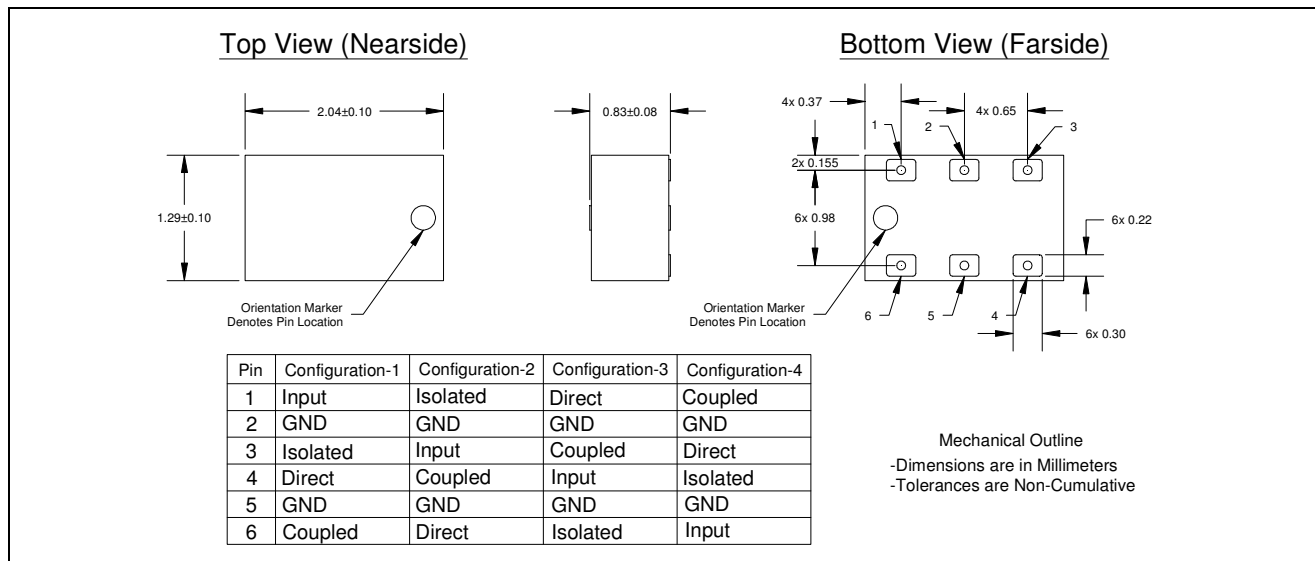 Top View (Nearside)
Bottom View (Farside)
2.04±0.10
0.83±0.08
4x 0.37
4x 0.65
1
2
3
2x 0.155
1.29±0.10
6x 0.98
6x 0.22
Orientation Marker
Denotes Pin Location
Orientation Marker
Denotes Pin Location
6
5
4
6x 0.30
Pin Configuration-1 Configuration-2 Configuration-3 Configuration-4
1 Input Isolated Direct Coupled
2 GND GND GND GND
3 Isolated Input Coupled Direct
4 Direct Coupled Input Isolated
5 GND GND GND GND
6 Coupled Direct Isolated Input
Mechanical Outline
-Dimensions are in Millimeters
-Tolerances are Non-Cumulative